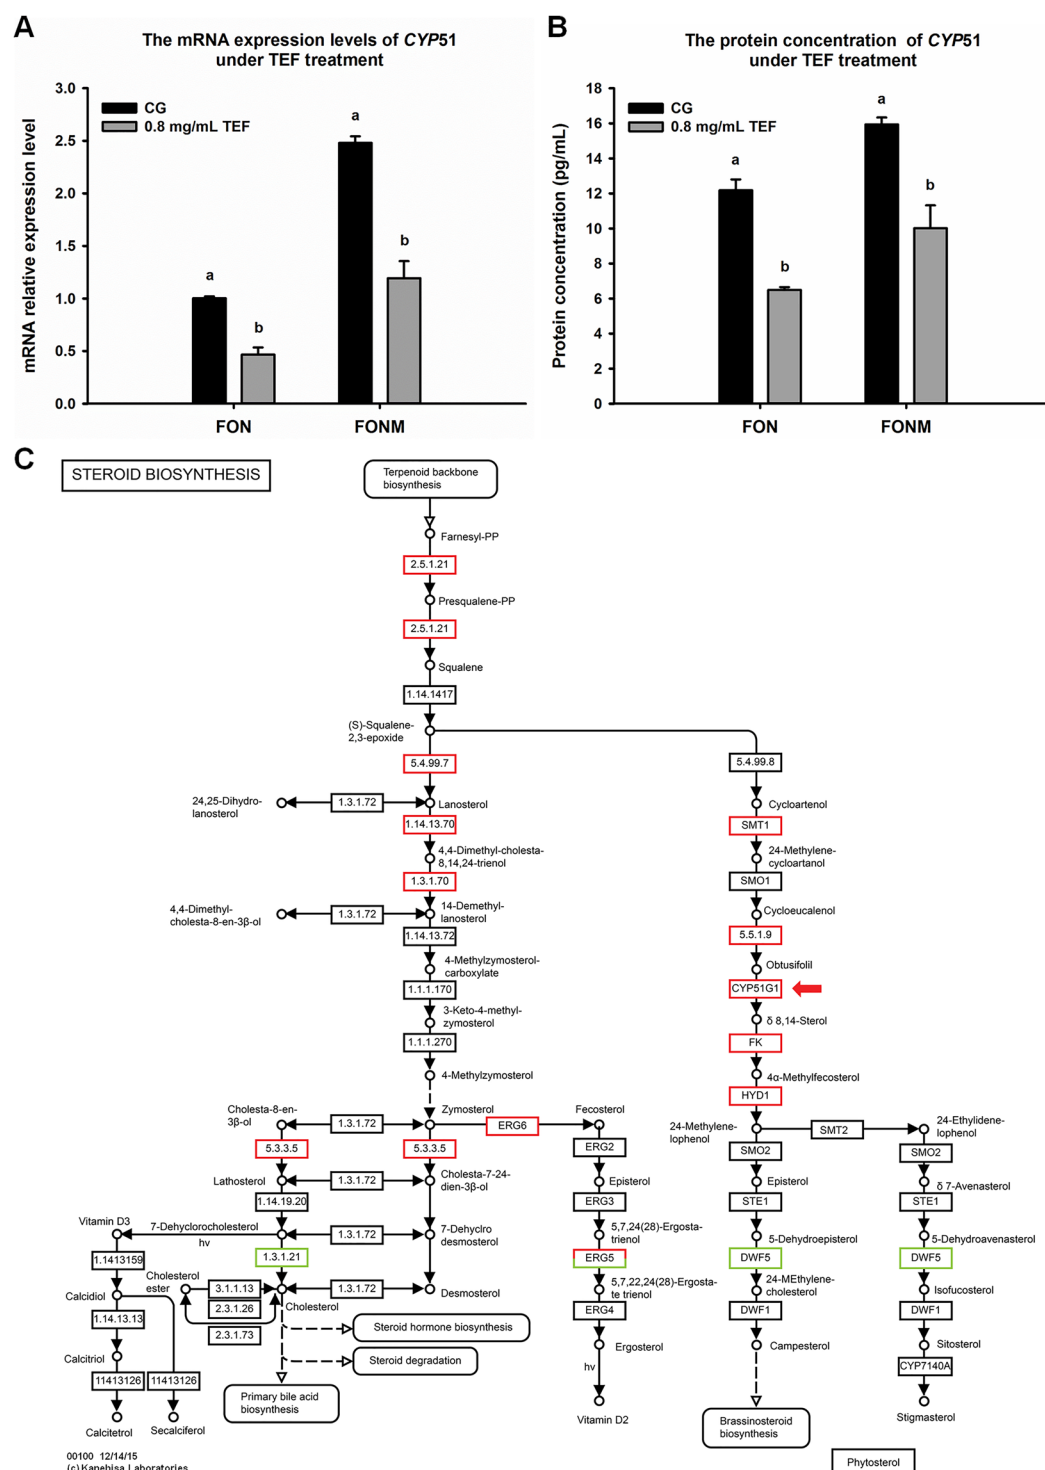 A
The mRNA expression levels of CYP51
under TEF treatment
mRNA relative expression level
3.0
2.5
2.0
1.5
1.0
0.5
0.0
CG
0.8 mg/mL TEF
a
b
a
b
FON
FONM
B
The protein concentration of CYP51
under TEF treatment
Protein concentration (pg/mL)
18
16
14
12
10
8
6
4
2
0
CG
0.8 mg/mL TEF
a
b
a
b
FON
FONM
C
STEROID BIOSYNTHESIS
Terpenoid backbone
biosynthesis
Farnesyl-PP
2.5.1.21
Presqualene-PP
2.5.1.21
Squalene
1.14.1417
(S)-Squalene-
2,3-epoxide
5.4.99.7
5.4.99.8
24,25-Dihydro-
lanosterol
1.3.1.72
Lanosterol
Cycloartenol
1.14.13.70
SMT1
4,4-Dimethyl-cholesta-
8,14,24-trienol
24-Methylene-
cycloartanol
1.3.1.70
SMO1
4,4-Dimethyl-
cholesta-8-en-3β-ol
1.3.1.72
14-Demethyl-
lanosterol
Cycloeucalenol
1.14.13.72
5.5.1.9
4-Methylzymosterol-
carboxylate
Obtusifolil
1.1.1.170
CYP51G1
3-Keto-4-methyl-
zymosterol
δ 8,14-Sterol
1.1.1.270
FK
4-Methylzymosterol
4α-Methylfecosterol
HYD1
Cholesta-8-en-
3β-ol
1.3.1.72
Zymosterol
ERG6
Fecosterol
24-Methylene-
lophenol
SMT2
24-Ethylidene-
lophenol
5.3.3.5
5.3.3.5
ERG2
SMO2
SMO2
Lathosterol
1.3.1.72
Cholesta-7-24-
dien-3β-ol
Episterol
Episterol
δ 7-Avenasterol
1.14.19.20
ERG3
STE1
STE1
Vitamin D3
7-Dehyclorocholesterol
hv
1.3.1.72
7-Dehyclro
desmosterol
5,7,24(28)-Ergosta-
trienol
5-Dehydroepisterol
5-Dehydroavenasterol
1.1413159
1.3.1.21
ERG5
DWF5
DWF5
Calcidiol
Cholesterol
ester
3.1.1.13
2.3.1.26
2.3.1.73
Cholesterol
1.3.1.72
Desmosterol
5,7,22,24(28)-Ergosta
te trienol
24-MEthylene-
cholesterol
Isofucosterol
1.14.13.13
ERG4
DWF1
DWF1
Steroid hormone biosynthesis
Calcitriol
Steroid degradation
Ergosterol
Campesterol
Sitosterol
11413126
11413126
hv
CYP7140A
Primary bile acid
biosynthesis
Calcitetrol
Secalciferol
Vitamin D2
Brassinosteroid
biosynthesis
Stigmasterol
00100 12/14/15
(c) Kanehisa Laboratories
Phytosterol